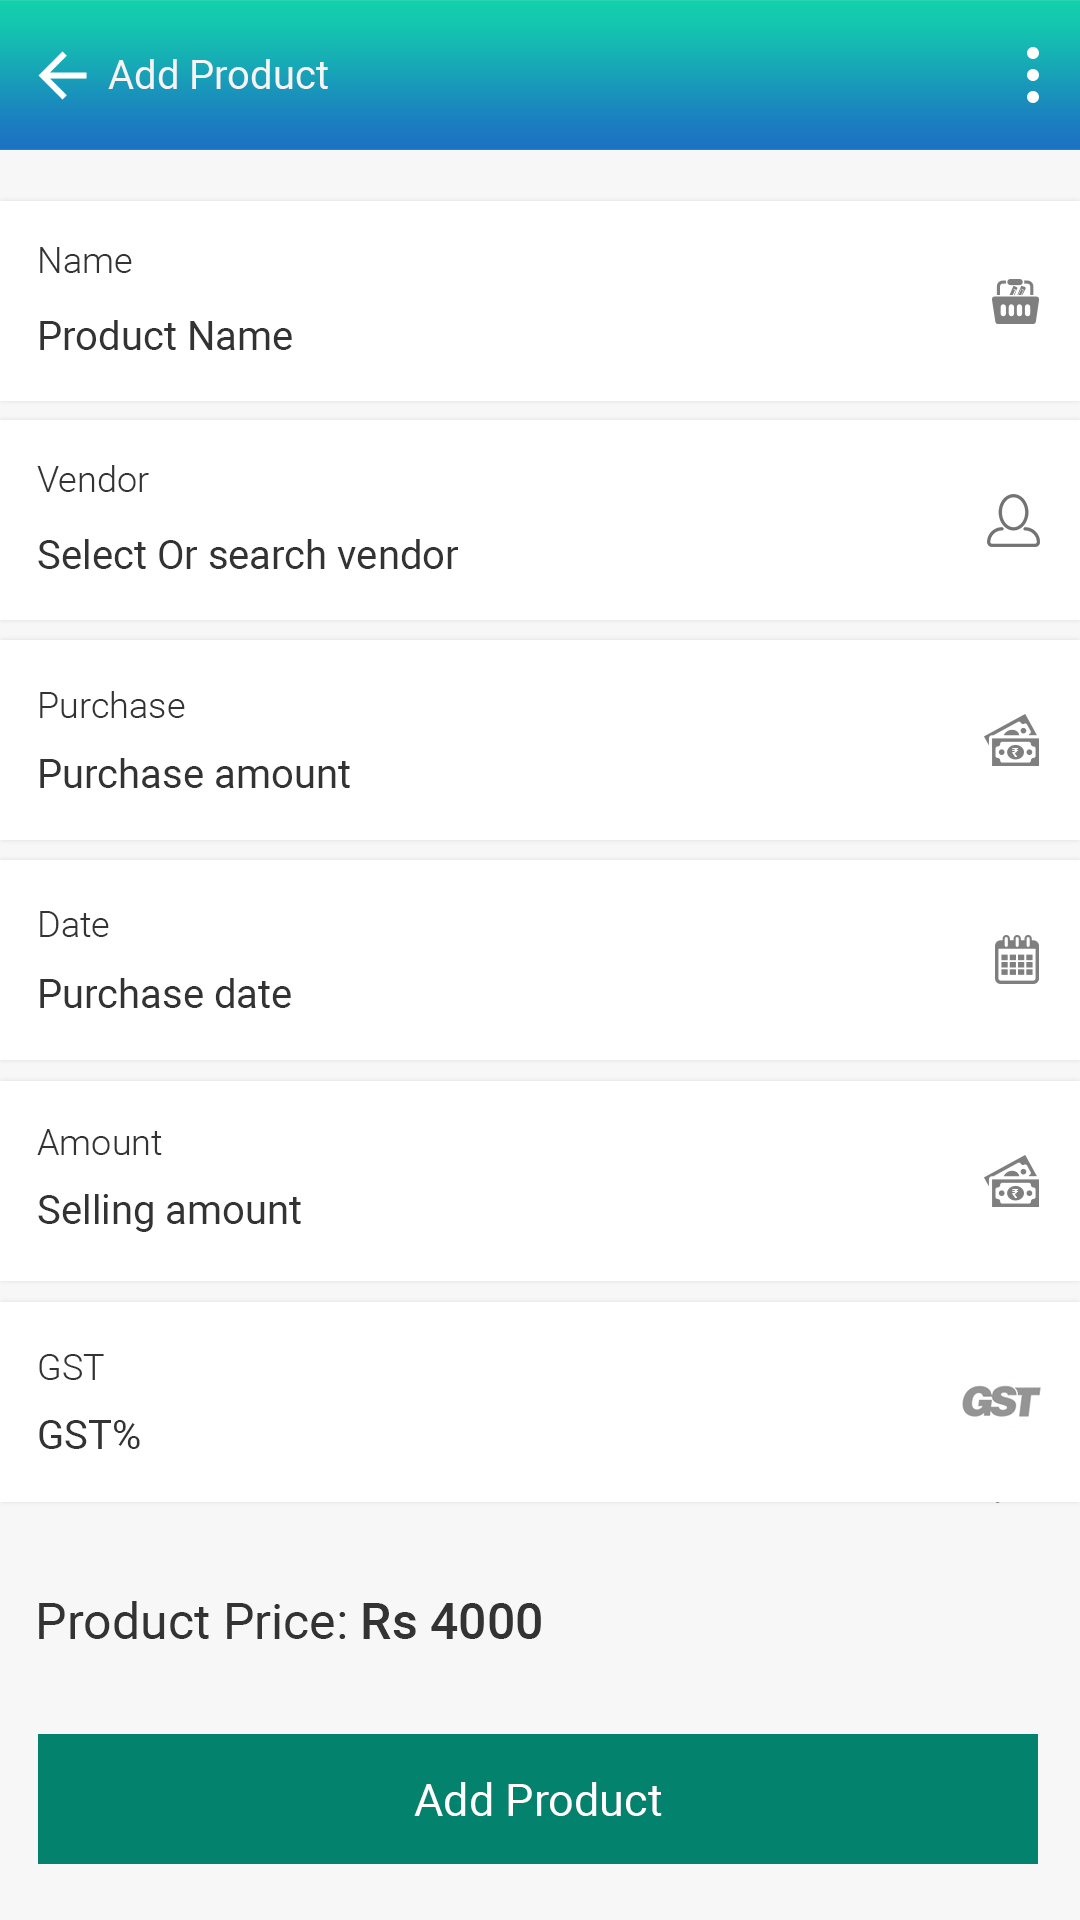 Add Product
Name
Product Name
Vendor
Select Or search vendor
Purchase
Purchase amount
₹
Date
Purchase date
Amount
Selling amount
₹
GST
GST%
GST
Product Price: Rs 4000
Add Product